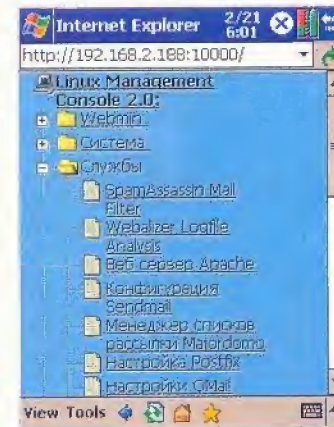 Internet Explorer 2/21 6:01
http://192.168.2.188:10000/
Linux Management
Console 2.0:
Webmin
Система
Службы
SpamAssassin Mail
Filter
Webalizer Logfile
Analysis
Веб сервер Apache
Конфигурация
Sendmail
Менеджер списков
рассылки Majordomo
Настройка Postfix
Настройки QMail
View Tools